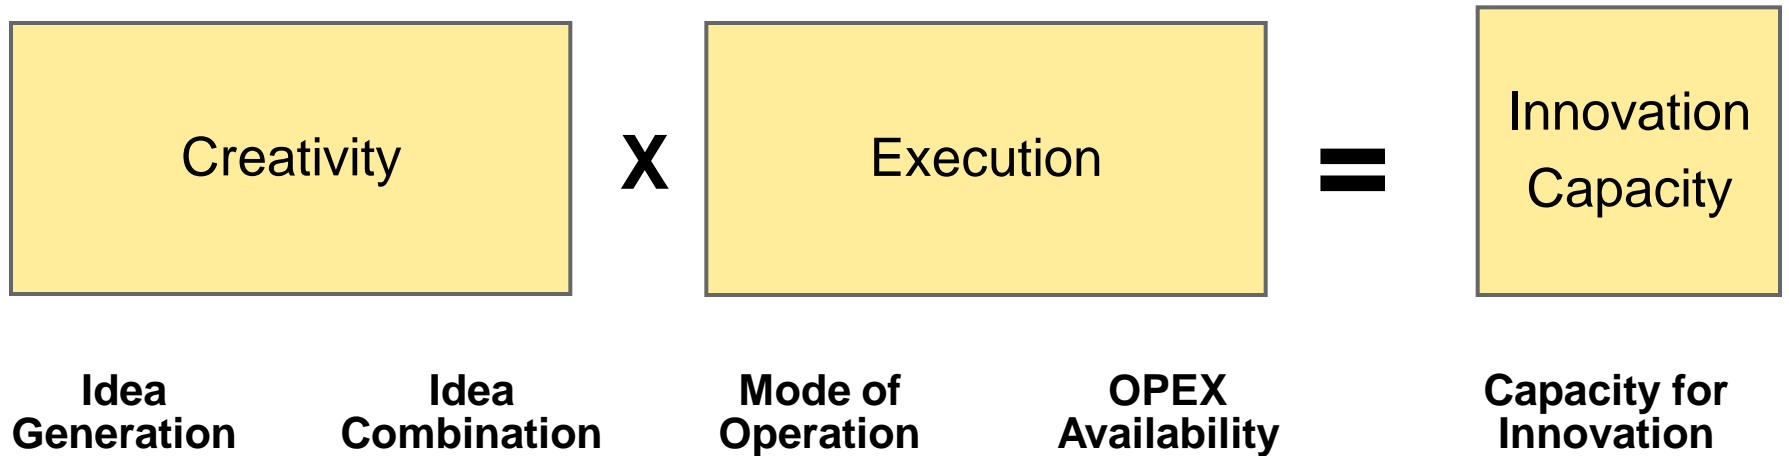 Creativity
X
Execution
=
Innovation
Capacity
Idea
Generation
Idea
Combination
Mode of
Operation
OPEX
Availability
Capacity for
Innovation